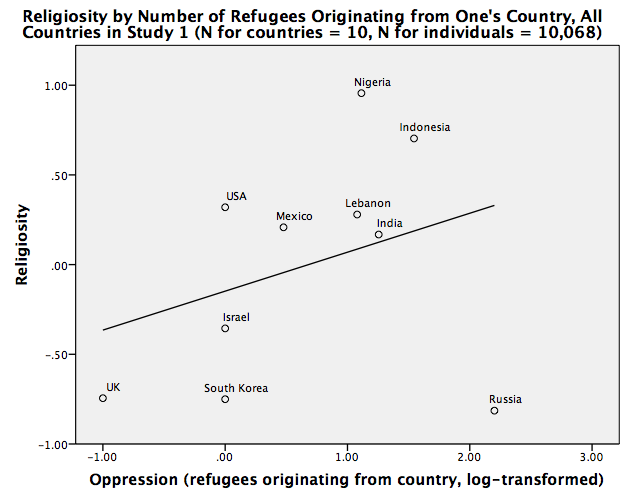 Religiosity by Number of Refugees Originating from One's Country, All
Countries in Study 1 (N for countries = 10, N for individuals = 10,068)
Religiosity
1.00
.50
.00
-.50
-1.00
Nigeria
Indonesia
USA
Lebanon
Mexico
India
Israel
UK
South Korea
Russia
-1.00
.00
1.00
2.00
3.00
Oppression (refugees originating from country, log-transformed)